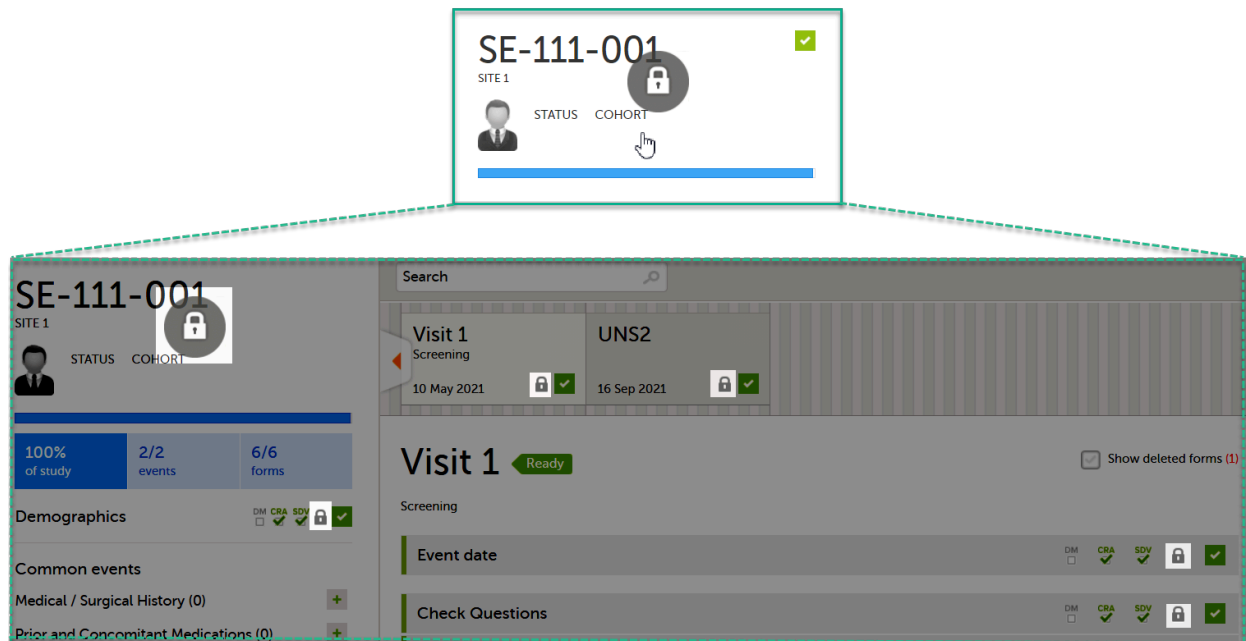 SE-111-001
SITE 1
STATUS COHORT
SE-111-001
SITE 1
STATUS COHORT
100%
of study
2/2
events
6/6
forms
Demographics
DM CRA SDV
Common events
Medical / Surgical History (0)
Prior and Concomitant Medications (0)
Search
Visit 1
Screening
10 May 2021
UNS2
16 Sep 2021
Visit 1 Ready
Show deleted forms (1)
Screening
Event date
DM CRA SDV
Check Questions
DM CRA SDV